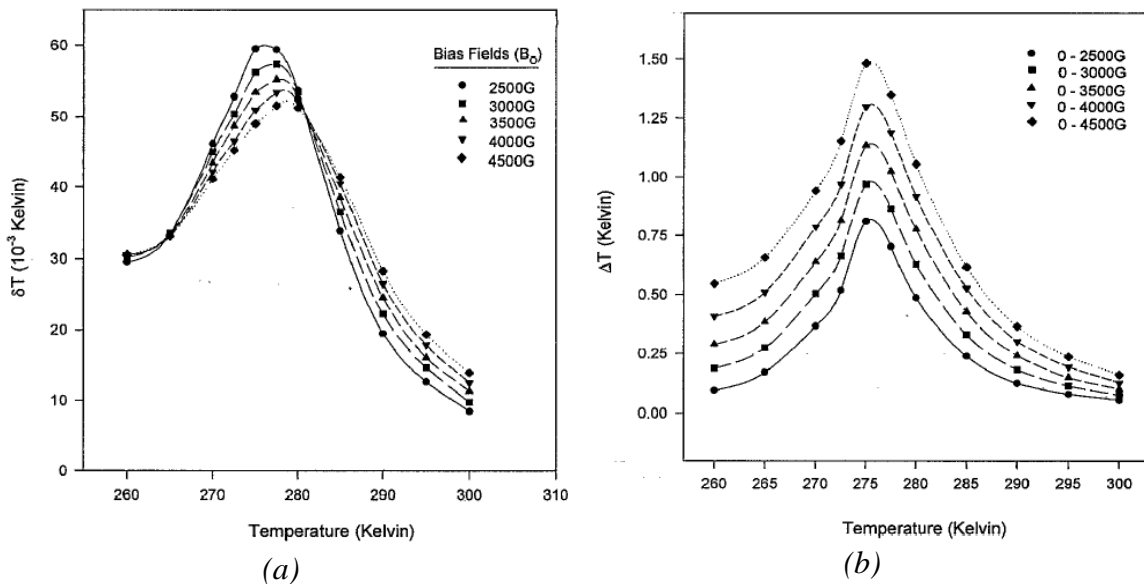 60
50
40
30
20
10
0
δT (10⁻³ Kelvin)
Bias Fields (B₀)
2500G
3000G
3500G
4000G
4500G
260 270 280 290 300 310
Temperature (Kelvin)
(a)
1.50
1.25
1.00
0.75
0.50
0.25
0.00
ΔT (Kelvin)
0 - 2500G
0 - 3000G
0 - 3500G
0 - 4000G
0 - 4500G
260 265 270 275 280 285 290 295 300
Temperature (Kelvin)
(b)